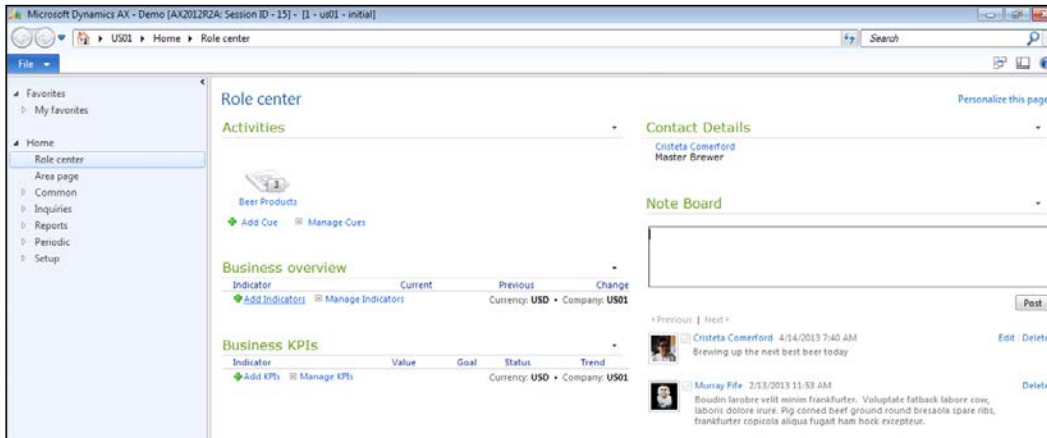 Microsoft Dynamics AX - Demo [AX2012R2A: Session ID - 15] - [1 - us01 - initial]
US01 ▸ Home ▸ Role center
Search
File
Favorites
My favorites
Home
Role center
Area page
Common
Inquiries
Reports
Periodic
Setup
Role center
Personalize this page
Activities
3
Beer Products
Add Cue Manage Cues
Business overview
Indicator Current Previous Change
Add Indicators Manage Indicators Currency: USD • Company: US01
Business KPIs
Indicator Value Goal Status Trend
Add KPIs Manage KPIs Currency: USD • Company: US01
Contact Details
Cristeta Comerford
Master Brewer
Note Board
Post
Previous | Next
Cristeta Comerford 4/14/2013 7:40 AM Edit Delete
Brewing up the next best beer today
Murray Fife 2/13/2013 11:53 AM Delete
Boudin larobre velit minim frankfurter. Voluptate fatback labore cow,
laboris dolore irure. Pig corned beef ground round bresaola spare ribs,
frankfurter copicola aliqua fugait ham hock excepteur.